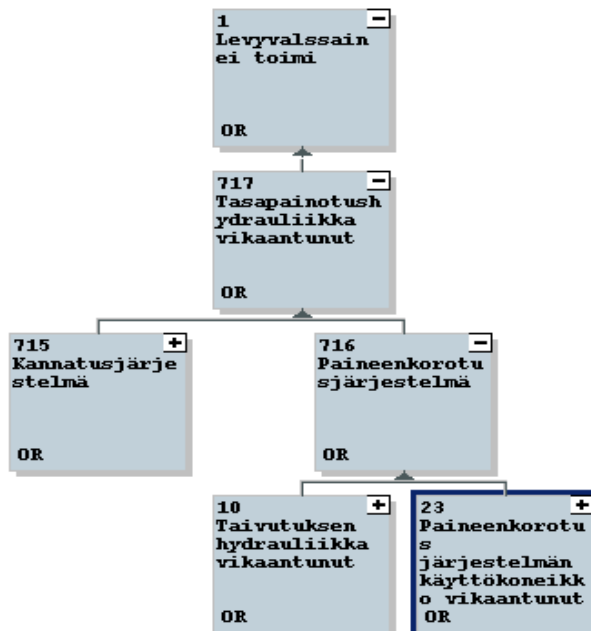 1
Levyvalssain
ei toimi
OR
717
Tasapainotush
ydrauliikka
vikaantunut
OR
715
Kannatusjärje
stelmä
OR
716
Paineenkorotu
sjärjestelmä
OR
10
Taivutuksen
hydrauliikka
vikaantunut
OR
23
Paineenkorotu
s
järjestelmän
käyttökoneikk
o vikaantunut
OR